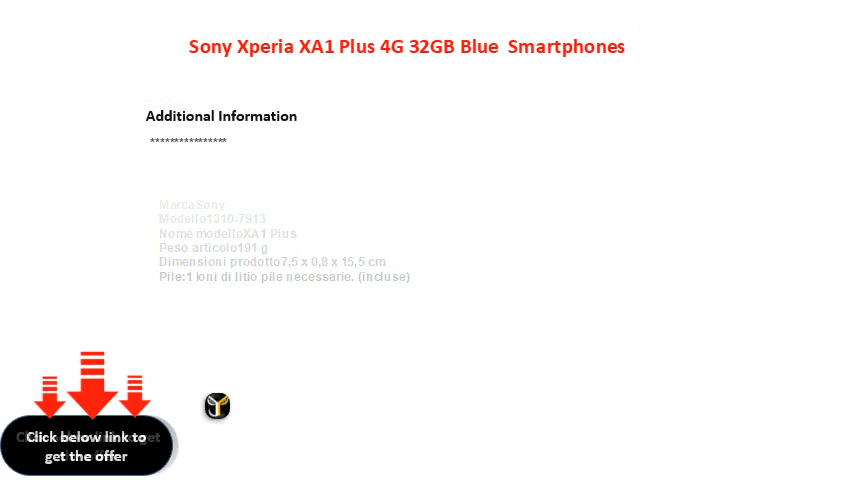 Sony Xperia XA1 Plus 4G 32GB Blue Smartphones
Additional Information
****************
MarcaSony
Modello1310-7913
Nome modelloXA1 Plus
Peso articolo191 g
Dimensioni prodotto7,5 x 0,8 x 15,5 cm
Pile:1 Ioni di litio pile necessarie. (incluse)
Click below link to
get the offer